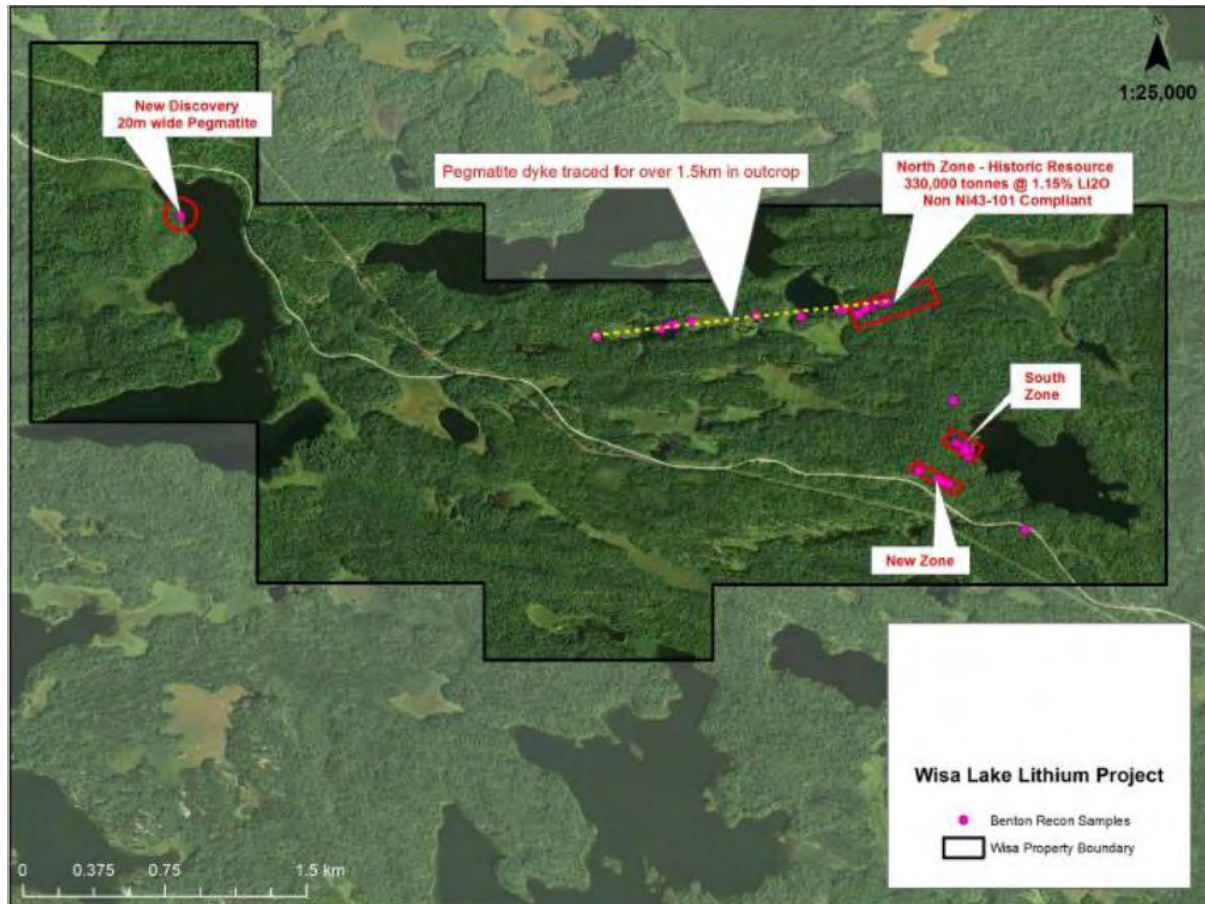 N
1:25,000
New Discovery
20m wide Pegmatite
Pegmatite dyke traced for over 1.5km in outcrop
North Zone - Historic Resource
330,000 tonnes @ 1.15% LI2O
Non NI43-101 Compliant
South
Zone
New Zone
Wisa Lake Lithium Project
Benton Recon Samples
Wisa Property Boundary
0 0.375 0.75 1.5 km